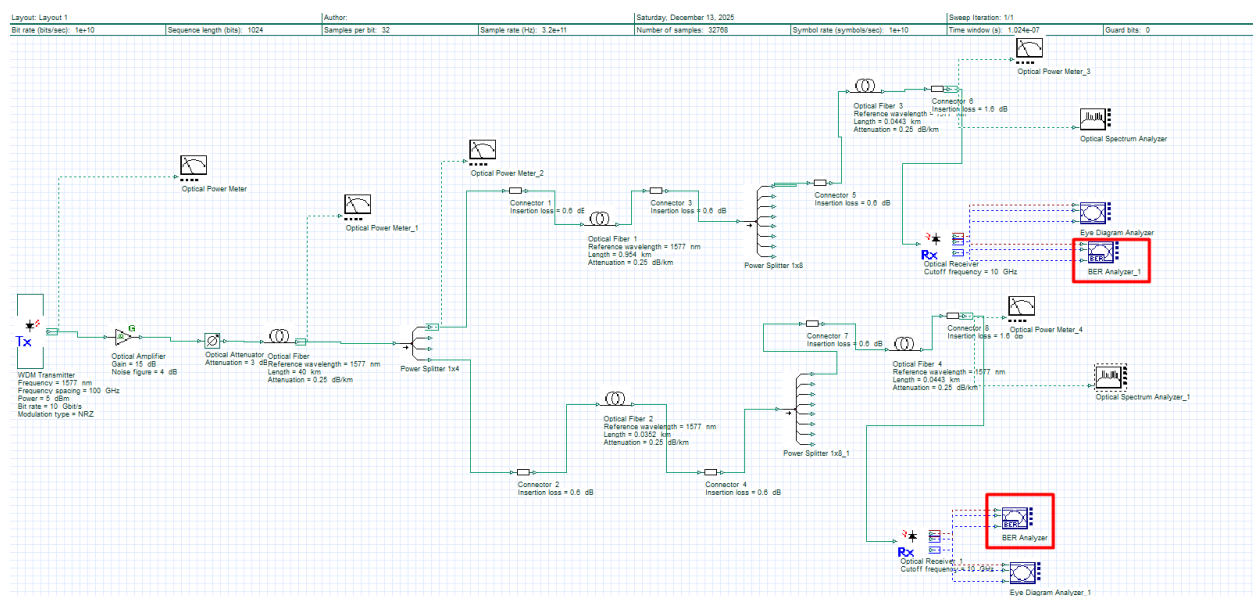 Layout: Layout 1
Author:
Saturday, December 13, 2025
Sweep Iteration: 1/1
Bit rate (bits/sec): 1e+10
Sequence length (bits): 1024
Samples per bit: 32
Sample rate (Hz): 3.2e+11
Number of samples: 32768
Symbol rate (symbols/sec): 1e+10
Time window (s): 1.024e-07
Guard bits: 0
Optical Power Meter_3
Optical Fiber 3
Reference wavelength = 1577 nm
Length = 0.0443 km
Attenuation = 0.25 dB/km
Connector 6
Insertion loss = 1.6 dB
Optical Spectrum Analyzer
Optical Power Meter
Optical Power Meter_2
Optical Power Meter_1
Connector 1
Insertion loss = 0.6 dB
Connector 3
Insertion loss = 0.6 dB
Connector 5
Insertion loss = 0.6 dB
Optical Fiber 1
Reference wavelength = 1577 nm
Length = 0.954 km
Attenuation = 0.25 dB/km
Power Splitter 1x8
Eye Diagram Analyzer
Rx
Optical Receiver
Cutoff frequency = 10 GHz
BER
BER Analyzer_1
Tx
WDM Transmitter
Frequency = 1577 nm
Frequency spacing = 100 GHz
Power = 5 dBm
Bit rate = 10 Gbit/s
Modulation type = NRZ
G
Optical Amplifier
Gain = 15 dB
Noise figure = 4 dB
Optical Attenuator
Attenuation = 3 dB
Optical Fiber
Reference wavelength = 1577 nm
Length = 40 km
Attenuation = 0.25 dB/km
Power Splitter 1x4
Connector 7
Insertion loss = 0.6 dB
Connector 8
Insertion loss = 1.6 dB
Optical Power Meter_4
Optical Fiber 4
Reference wavelength = 1577 nm
Length = 0.0443 km
Attenuation = 0.25 dB/km
Optical Spectrum Analyzer_1
Optical Fiber 2
Reference wavelength = 1577 nm
Length = 0.0352 km
Attenuation = 0.25 dB/km
Power Splitter 1x8_1
Connector 2
Insertion loss = 0.6 dB
Connector 4
Insertion loss = 0.6 dB
BER
BER Analyzer
Rx
Optical Receiver_1
Cutoff frequency = 10 GHz
Eye Diagram Analyzer_1